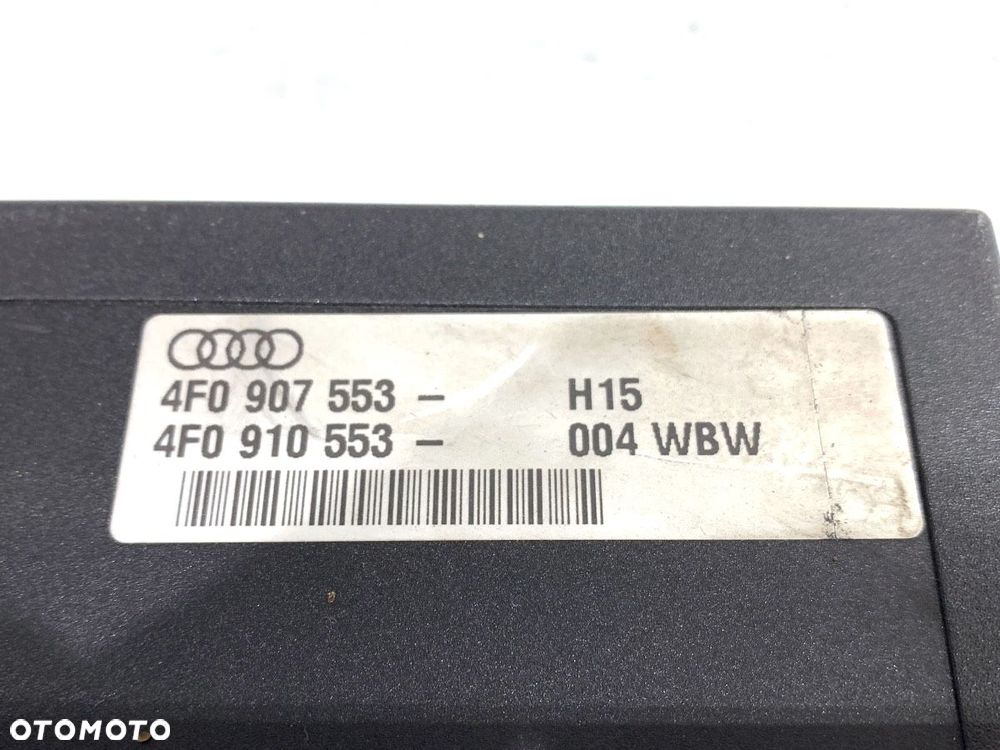 4F0 907 553 - H15
4F0 910 553 - 004 WBW
OTOMOTO